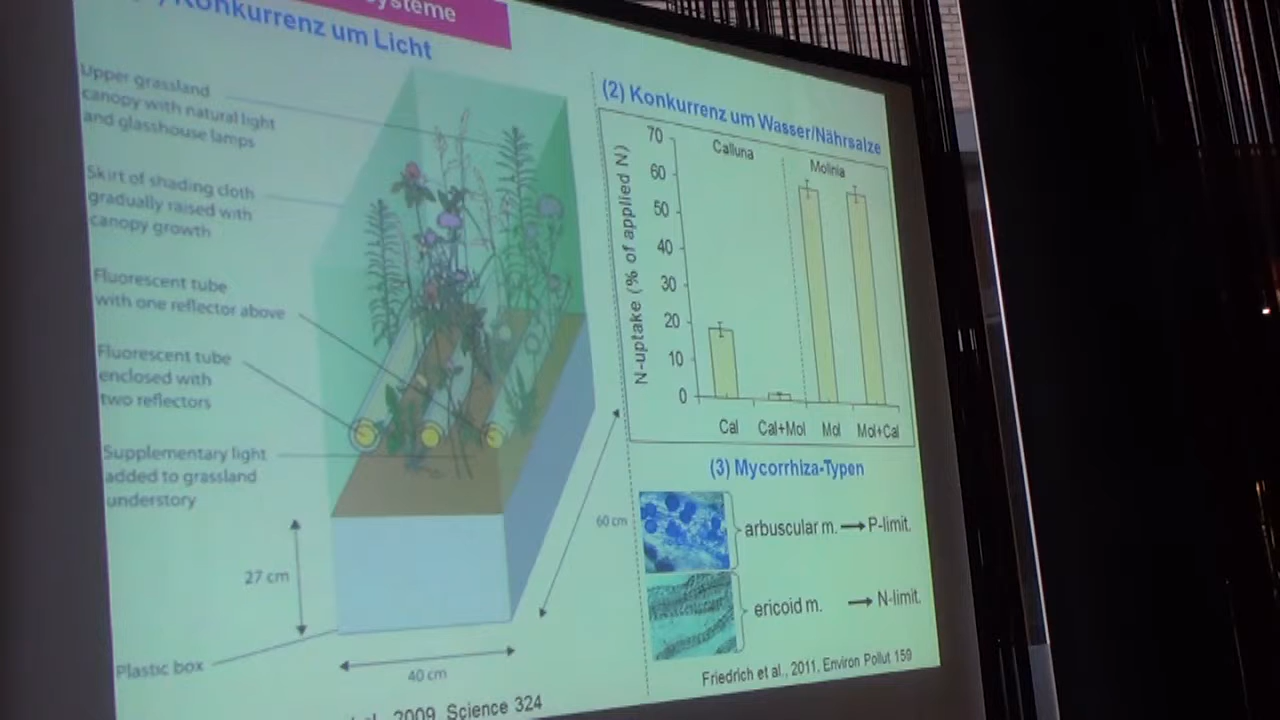 systeme
Konkurrenz um Licht
Upper grassland
canopy with natural light
and glasshouse lamps
Skirt of shading cloth
gradually raised with
canopy growth
Fluorescent tube
with one reflector above
Fluorescent tube
enclosed with
two reflectors
Supplementary light
added to grassland
understory
27 cm
Plastic box
40 cm
60 cm
2009, Science 324
(2) Konkurrenz um Wasser/Nährsalze
N-uptake (% of applied N)
70
60
50
40
30
20
10
0
Calluna
Molinia
Cal
Cal+Mol
Mol
Mol+Cal
(3) Mycorrhiza-Typen
arbuscular m. → P-limit.
ericoid m. → N-limit.
Friedrich et al., 2011, Environ Pollut 159